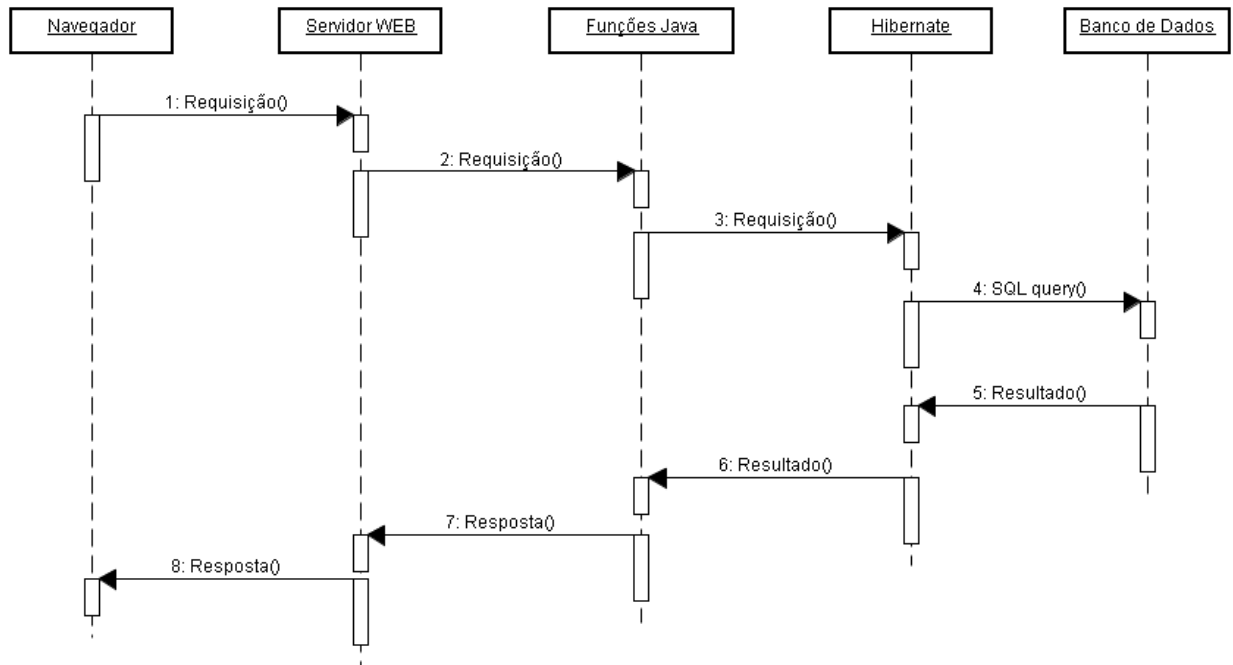 Navegador
Servidor WEB
Funções Java
Hibernate
Banco de Dados
1: Requisição()
2: Requisição()
3: Requisição()
4: SQL query()
5: Resultado()
6: Resultado()
7: Resposta()
8: Resposta()